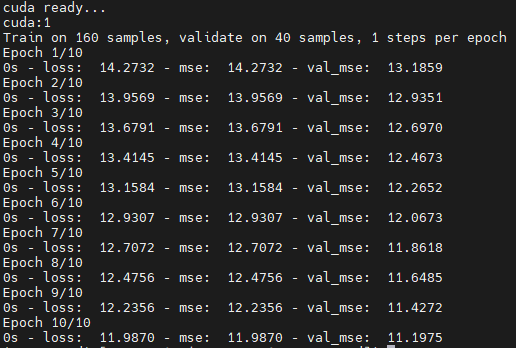 cuda ready...
cuda:1
Train on 160 samples, validate on 40 samples, 1 steps per epoch
Epoch 1/10
0s - loss:  14.2732 - mse:  14.2732 - val_mse:  13.1859
Epoch 2/10
0s - loss:  13.9569 - mse:  13.9569 - val_mse:  12.9351
Epoch 3/10
0s - loss:  13.6791 - mse:  13.6791 - val_mse:  12.6970
Epoch 4/10
0s - loss:  13.4145 - mse:  13.4145 - val_mse:  12.4673
Epoch 5/10
0s - loss:  13.1584 - mse:  13.1584 - val_mse:  12.2652
Epoch 6/10
0s - loss:  12.9307 - mse:  12.9307 - val_mse:  12.0673
Epoch 7/10
0s - loss:  12.7072 - mse:  12.7072 - val_mse:  11.8618
Epoch 8/10
0s - loss:  12.4756 - mse:  12.4756 - val_mse:  11.6485
Epoch 9/10
0s - loss:  12.2356 - mse:  12.2356 - val_mse:  11.4272
Epoch 10/10
0s - loss:  11.9870 - mse:  11.9870 - val_mse:  11.1975